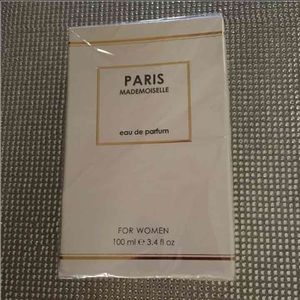 PARIS
MADEMOISELLE
eau de parfum
FOR WOMEN
100 ml ℮ 3.4 fl oz